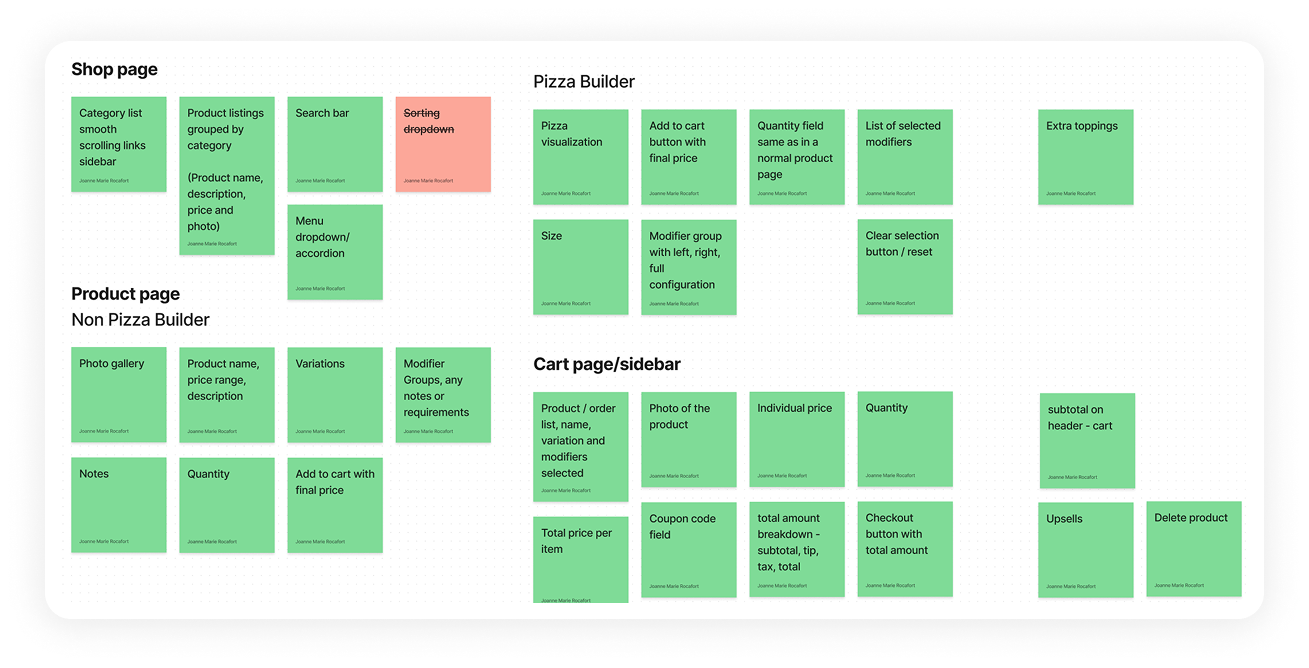 Shop page
Category list
smooth
scrolling links
sidebar
Joanne Marie Rocafort
Product listings
grouped by
category
(Product name,
description,
price and
photo)
Joanne Marie Rocafort
Search bar
Joanne Marie Rocafort
Sorting
dropdown
Joanne Marie Rocafort
Menu
dropdown/
accordion
Joanne Marie Rocafort
Product page
Non Pizza Builder
Photo gallery
Joanne Marie Rocafort
Product name,
price range,
description
Joanne Marie Rocafort
Variations
Joanne Marie Rocafort
Modifier
Groups, any
notes or
requirements
Joanne Marie Rocafort
Notes
Joanne Marie Rocafort
Quantity
Joanne Marie Rocafort
Add to cart with
final price
Joanne Marie Rocafort
Pizza Builder
Pizza
visualization
Joanne Marie Rocafort
Add to cart
button with
final price
Joanne Marie Rocafort
Quantity field
same as in a
normal product
page
Joanne Marie Rocafort
List of selected
modifiers
Joanne Marie Rocafort
Extra toppings
Joanne Marie Rocafort
Size
Joanne Marie Rocafort
Modifier group
with left, right,
full
configuration
Joanne Marie Rocafort
Clear selection
button / reset
Joanne Marie Rocafort
Cart page/sidebar
Product / order
list, name,
variation and
modifiers
selected
Joanne Marie Rocafort
Photo of the
product
Joanne Marie Rocafort
Individual price
Joanne Marie Rocafort
Quantity
Joanne Marie Rocafort
subtotal on
header - cart
Joanne Marie Rocafort
Total price per
item
Joanne Marie Rocafort
Coupon code
field
Joanne Marie Rocafort
total amount
breakdown -
subtotal, tip,
tax, total
Joanne Marie Rocafort
Checkout
button with
total amount
Joanne Marie Rocafort
Upsells
Joanne Marie Rocafort
Delete product
Joanne Marie Rocafort